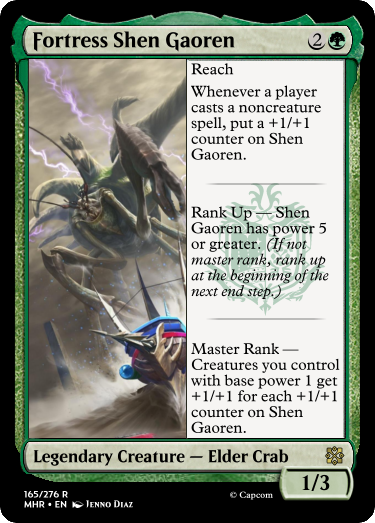 Fortress Shen Gaoren 2
Reach
Whenever a player
casts a noncreature
spell, put a +1/+1
counter on Shen
Gaoren.
Rank Up — Shen
Gaoren has power 5
or greater. (If not
master rank, rank up
at the beginning of the
next end step.)
Master Rank —
Creatures you control
with base power 1 get
+1/+1 for each +1/+1
counter on Shen
Gaoren.
Legendary Creature — Elder Crab
1/3
165/276 R
MHR • EN Jenno Diaz
© Capcom